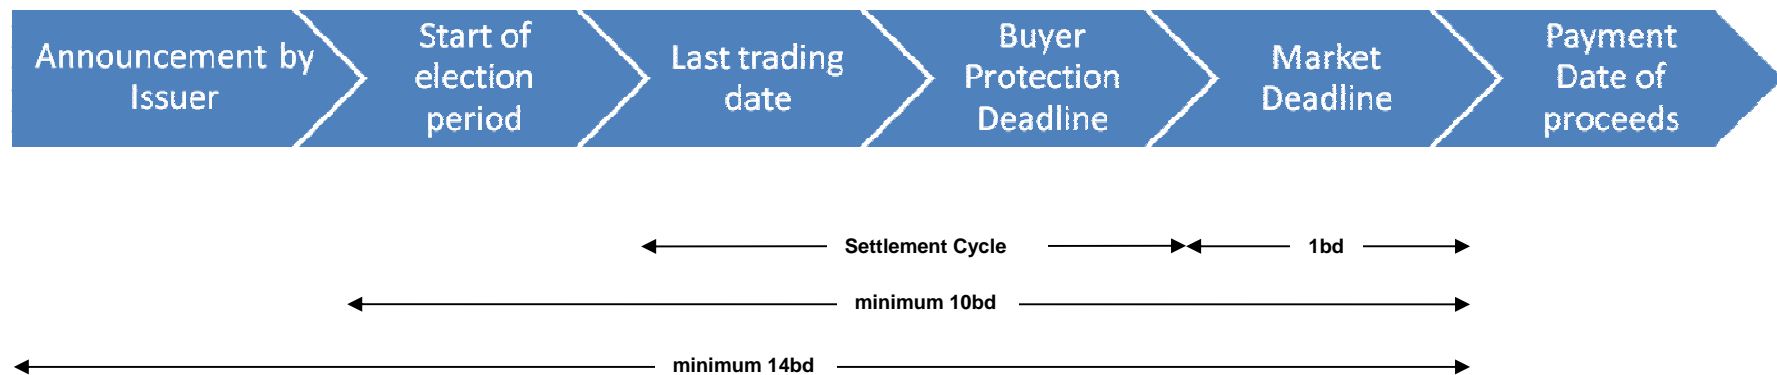 Announcement by
Issuer
Start of
election
period
Last trading
date
Buyer
Protection
Deadline
Market
Deadline
Payment
Date of
proceeds
Settlement Cycle
1bd
minimum 10bd
minimum 14bd